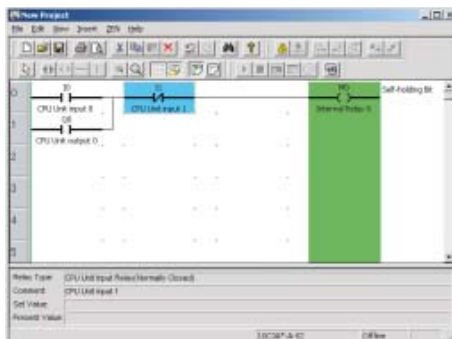 New Project
File Edit View Insert ZEN Help
0 I0 I1 M0 Self-holding Bit
CPU Unit input 0 CPU Unit input 1 Internal Relay 0
1 Q0
CPU Unit output 0
2
3
4
5
Relay Type CPU Unit Input Relay(Normally Closed)
Comment CPU Unit input 1
Set Value
Present Value
Offline